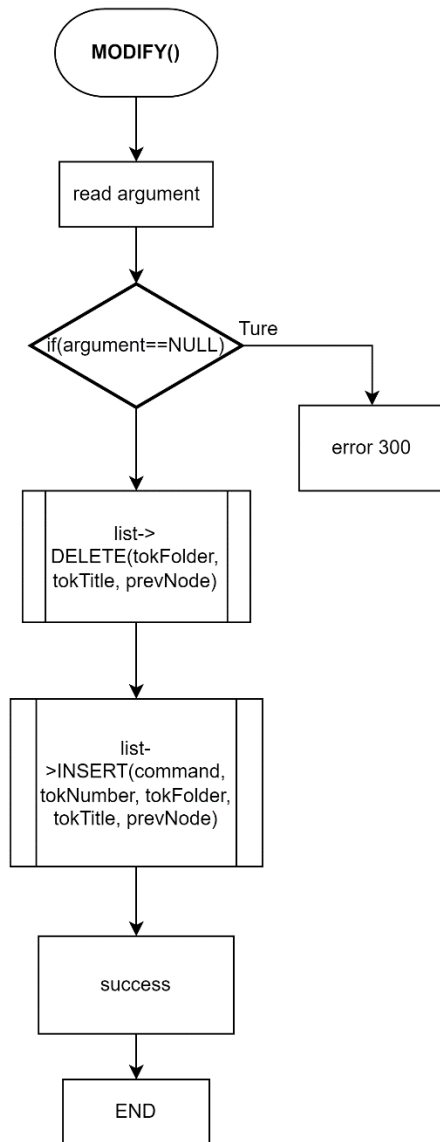 MODIFY()
read argument
if(argument==NULL)
Ture
error 300
list->
DELETE(tokFolder,
tokTitle, prevNode)
list-
>INSERT(command,
tokNumber, tokFolder,
tokTitle, prevNode)
success
END